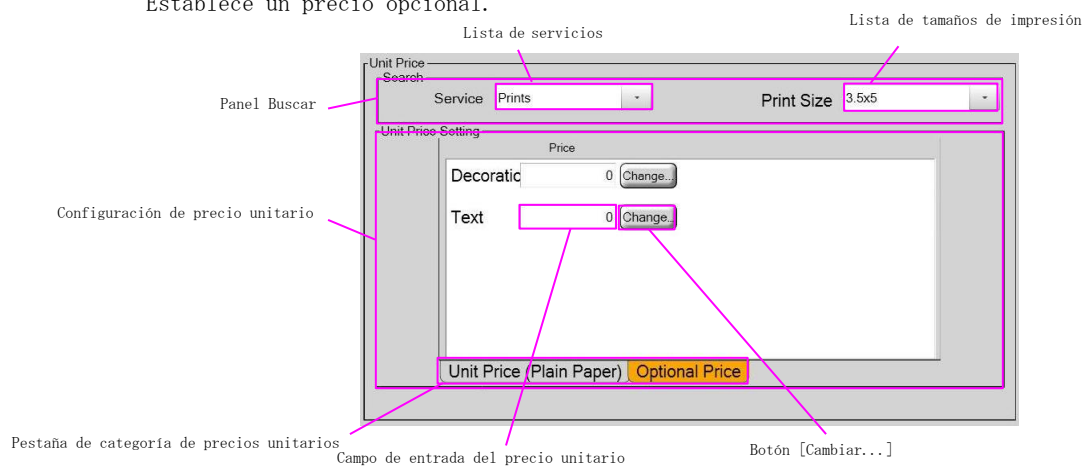 Establece un precio opcional.
Lista de tamaños de impresión
Lista de servicios
Unit Price
Search
Panel Buscar
Service Prints
Print Size 3.5x5
Unit Price Setting
Price
Decoratic 0 Change...
Configuración de precio unitario
Text 0 Change...
Unit Price (Plain Paper) Optional Price
Pestaña de categoría de precios unitarios
Campo de entrada del precio unitario
Botón [Cambiar...]